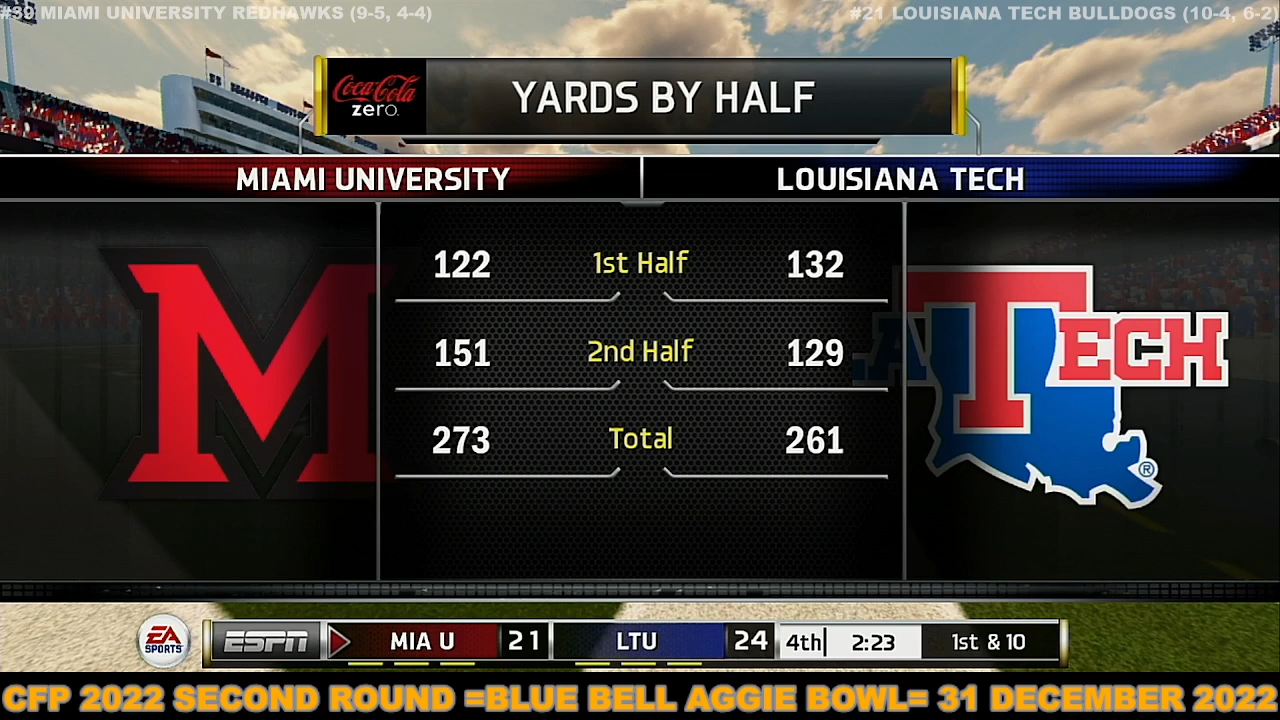 #39 MIAMI UNIVERSITY REDHAWKS (9-5, 4-4)
#21 LOUISIANA TECH BULLDOGS (10-4, 6-2)
Coca-Cola zero.
YARDS BY HALF
MIAMI UNIVERSITY
LOUISIANA TECH
122 1st Half 132
151 2nd Half 129
273 Total 261
M
TECH
®
EA SPORTS
ESPN MIA U 21 LTU 24 4th 2:23 1st & 10
CFP 2022 SECOND ROUND =BLUE BELL AGGIE BOWL= 31 DECEMBER 2022